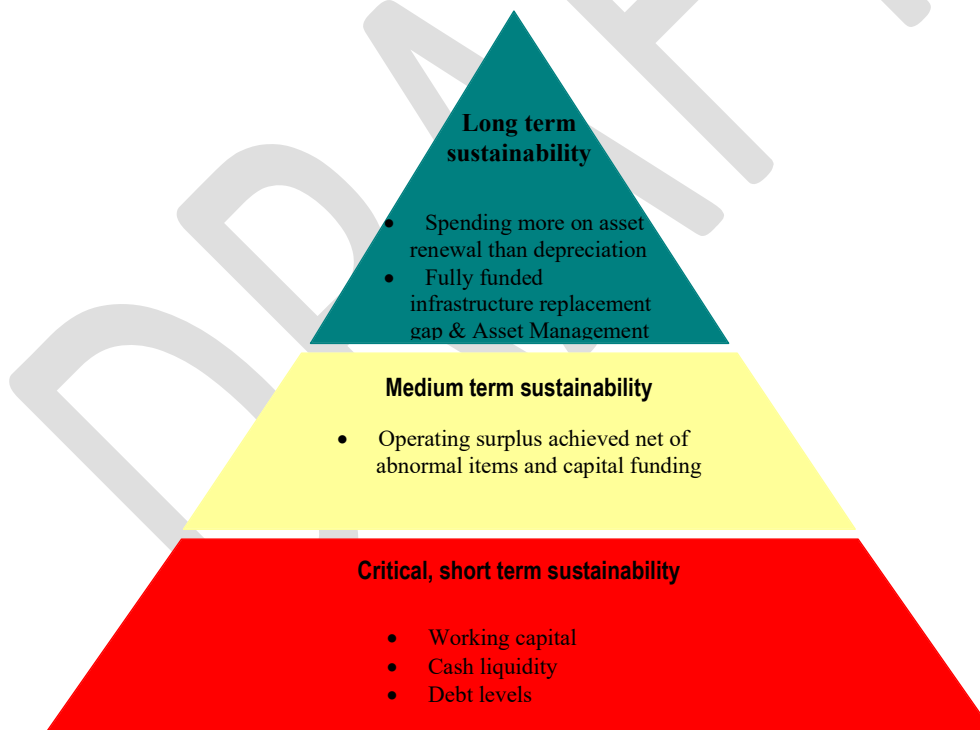 DRAFT
Long term
sustainability
• Spending more on asset
renewal than depreciation
• Fully funded
infrastructure replacement
gap & Asset Management
Medium term sustainability
• Operating surplus achieved net of
abnormal items and capital funding
Critical, short term sustainability
• Working capital
• Cash liquidity
• Debt levels